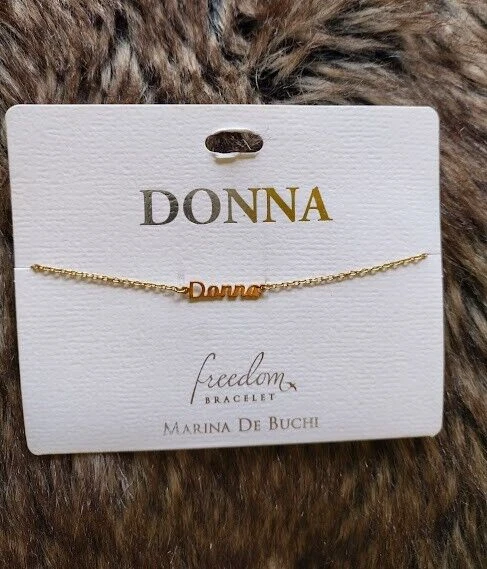 DONNA
Donna
freedom
BRACELET
MARINA DE BUCHI